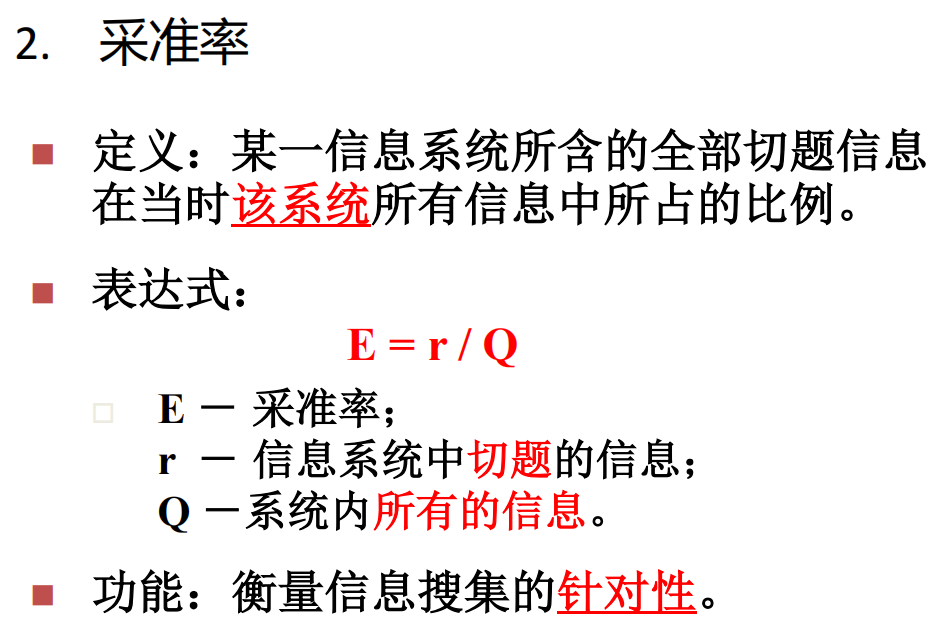 2. 采准率
定义：某一信息系统所含的全部切题信息
在当时该系统所有信息中所占的比例。
表达式：
E = r / Q
E － 采准率；
r － 信息系统中切题的信息；
Q －系统内所有的信息。
功能：衡量信息搜集的针对性。